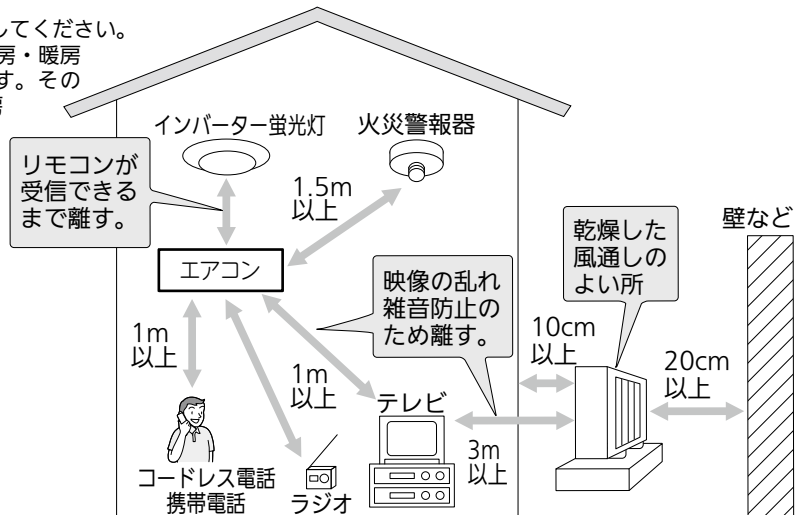 してください。
房・暖房
す。その
インバーター蛍光灯
火災警報器
リモコンが
受信できる
まで離す。
1.5m
以上
エアコン
乾燥した
風通しの
よい所
壁など
映像の乱れ
雑音防止の
ため離す。
1m
以上
1m
以上
10cm
以上
20cm
以上
テレビ
3m
以上
コードレス電話
携帯電話
ラジオ